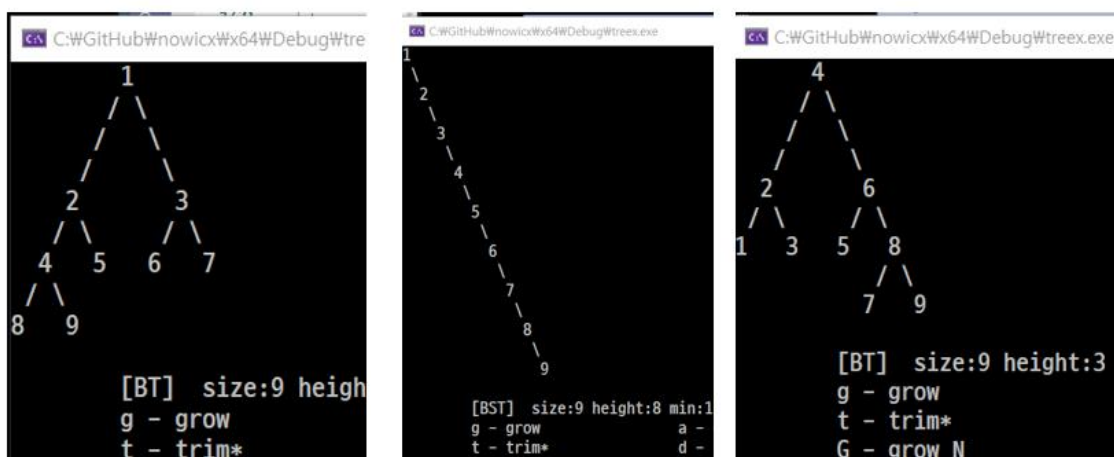 C:₩GitHub₩nowicx₩x64₩Debug₩tre
1
2 3
4 5 6 7
8 9
[BT] size:9 heigh
g - grow
t - trim*
C:₩GitHub₩nowicx₩x64₩Debug₩treex.exe
1
2
3
4
5
6
7
8
9
[BST] size:9 height:8 min:1
g - grow a -
t - trim* d -
C:₩GitHub₩nowicx₩x64₩Debug₩treex.exe
4
2 6
1 3 5 8
7 9
[BT] size:9 height:3
g - grow
t - trim*
G - grow N